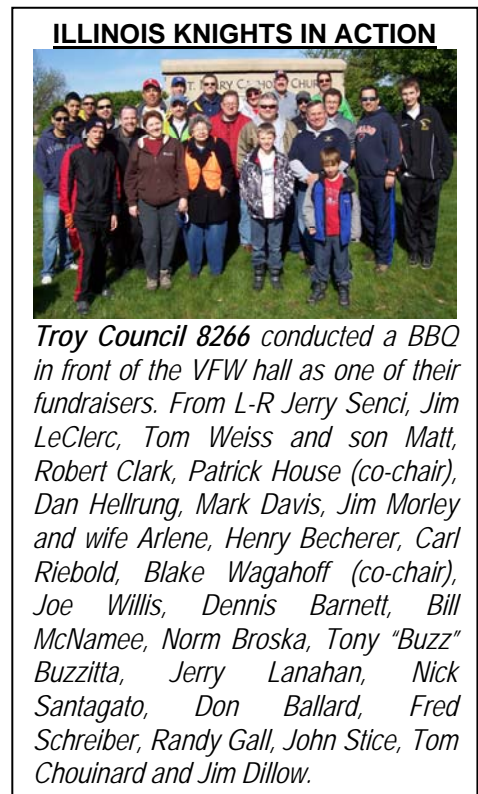 ILLINOIS KNIGHTS IN ACTION
T. MARY CATHOLIC CHURCH
Troy Council 8266 conducted a BBQ
in front of the VFW hall as one of their
fundraisers. From L-R Jerry Senci, Jim
LeClerc, Tom Weiss and son Matt,
Robert Clark, Patrick House (co-chair),
Dan Hellrung, Mark Davis, Jim Morley
and wife Arlene, Henry Becherer, Carl
Riebold, Blake Wagahoff (co-chair),
Joe Willis, Dennis Barnett, Bill
McNamee, Norm Broska, Tony “Buzz”
Buzzitta, Jerry Lanahan, Nick
Santagato, Don Ballard, Fred
Schreiber, Randy Gall, John Stice, Tom
Chouinard and Jim Dillow.